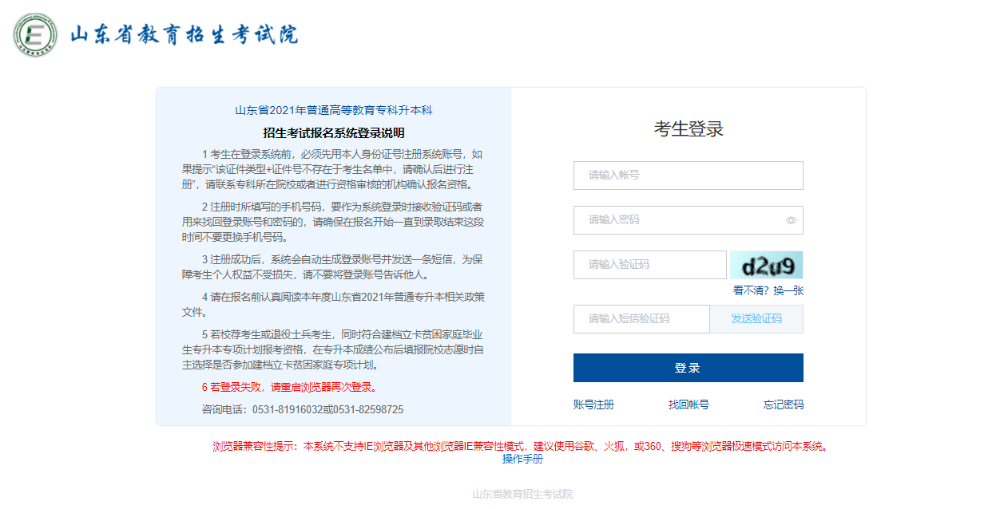 山东省教育招生考试院
山东省2021年普通高等教育专科升本科
招生考试报名系统登录说明
1 考生在登录系统前，必须先用本人身份证号注册系统账号，如
果提示“该证件类型+证件号不存在于考生名单中，请确认后进行注
册”，请联系专科所在院校或者进行资格审核的机构确认报名资格。
2 注册时所填写的手机号码，要作为系统登录时接收验证码或者
用来找回登录账号和密码的，请确保在报名开始一直到录取结束这段
时间不要更换手机号码。
3 注册成功后，系统会自动生成登录账号并发送一条短信，为保
障考生个人权益不受损失，请不要将登录账号告诉他人。
4 请在报名前认真阅读本年度山东省2021年普通专升本相关政策
文件。
5 若校荐考生或退役士兵考生，同时符合建档立卡贫困家庭毕业
生专升本专项计划报考资格，在专升本成绩公布后填报院校志愿时自
主选择是否参加建档立卡贫困家庭专项计划。
6 若登录失败，请重启浏览器再次登录。
咨询电话：0531-81916032或0531-82598725
考生登录
请输入帐号
请输入密码
请输入验证码
d2u9
看不清？换一张
请输入短信验证码
发送验证码
登录
账号注册
找回帐号
忘记密码
浏览器兼容性提示：本系统不支持IE浏览器及其他浏览器IE兼容性模式，建议使用谷歌、火狐，或360、搜狗等浏览器极速模式访问本系统。
操作手册
山东省教育招生考试院